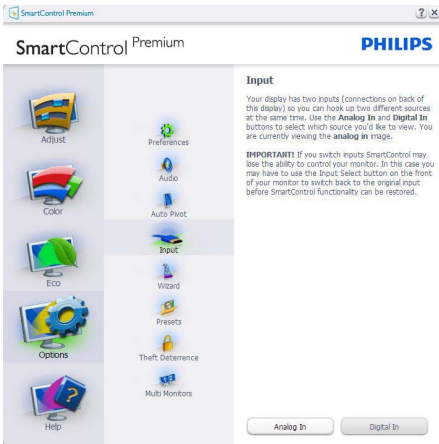 SmartControl Premium
SmartControl Premium
PHILIPS
Adjust
Color
Eco
Options
Help
Preferences
Audio
Auto Pivot
Input
Wizard
Presets
Theft Deterrence
Multi Monitors
Input
Your display has two inputs (connections on back of
this display) so you can hook up two different sources
at the same time. Use the Analog In and Digital In
buttons to select which source you'd like to view. You
are currently viewing the analog in image.
IMPORTANT! If you switch inputs SmartControl may
lose the ability to control your monitor. In this case you
may have to use the Input Select button on the front
of your monitor to switch back to the original input
before SmartControl functionality can be restored.
Analog In
Digital In